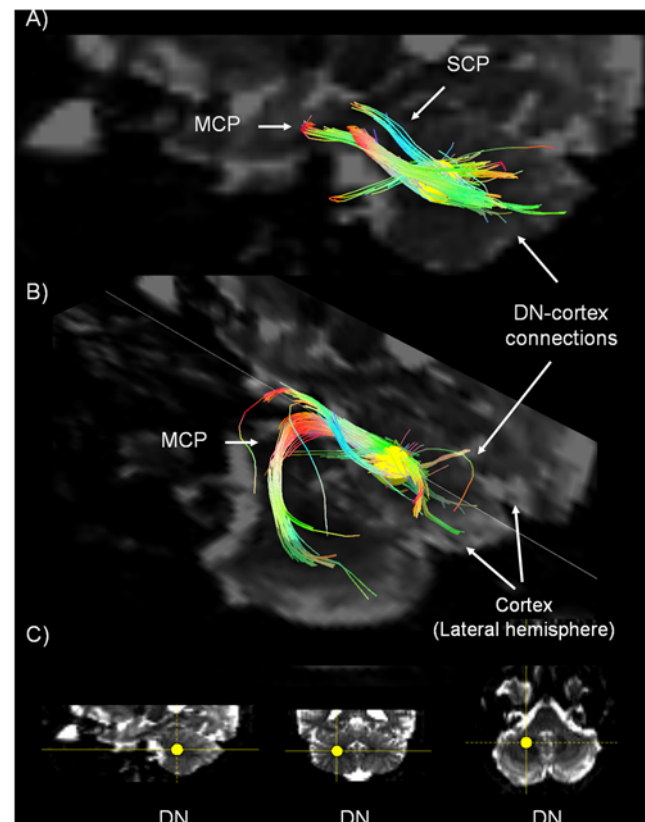 A)
SCP
MCP
B)
DN-cortex
connections
MCP
Cortex
(Lateral hemisphere)
C)
DN
DN
DN